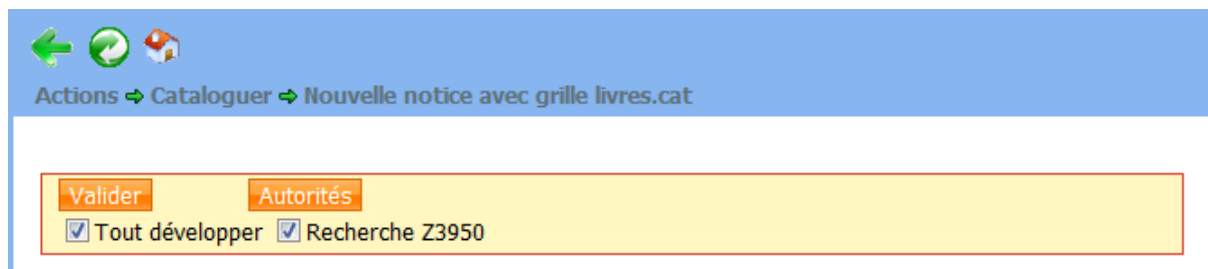 Actions ➔ Cataloguer ➔ Nouvelle notice avec grille livres.cat
Valider Autorités
Tout développer Recherche Z3950